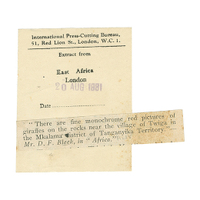 International Press-Cutting Bureau,
41, Red Lion St., London, W.C. 1.
Extract from
East Africa
London
20 AUG 1931
Date
"There are fine monochrome red pictures of
giraffes on the rocks near the village of Twiga in
the Mkalama district of Tanganyika Territory."—
Mr. D. F. Bleek, in "Africa."